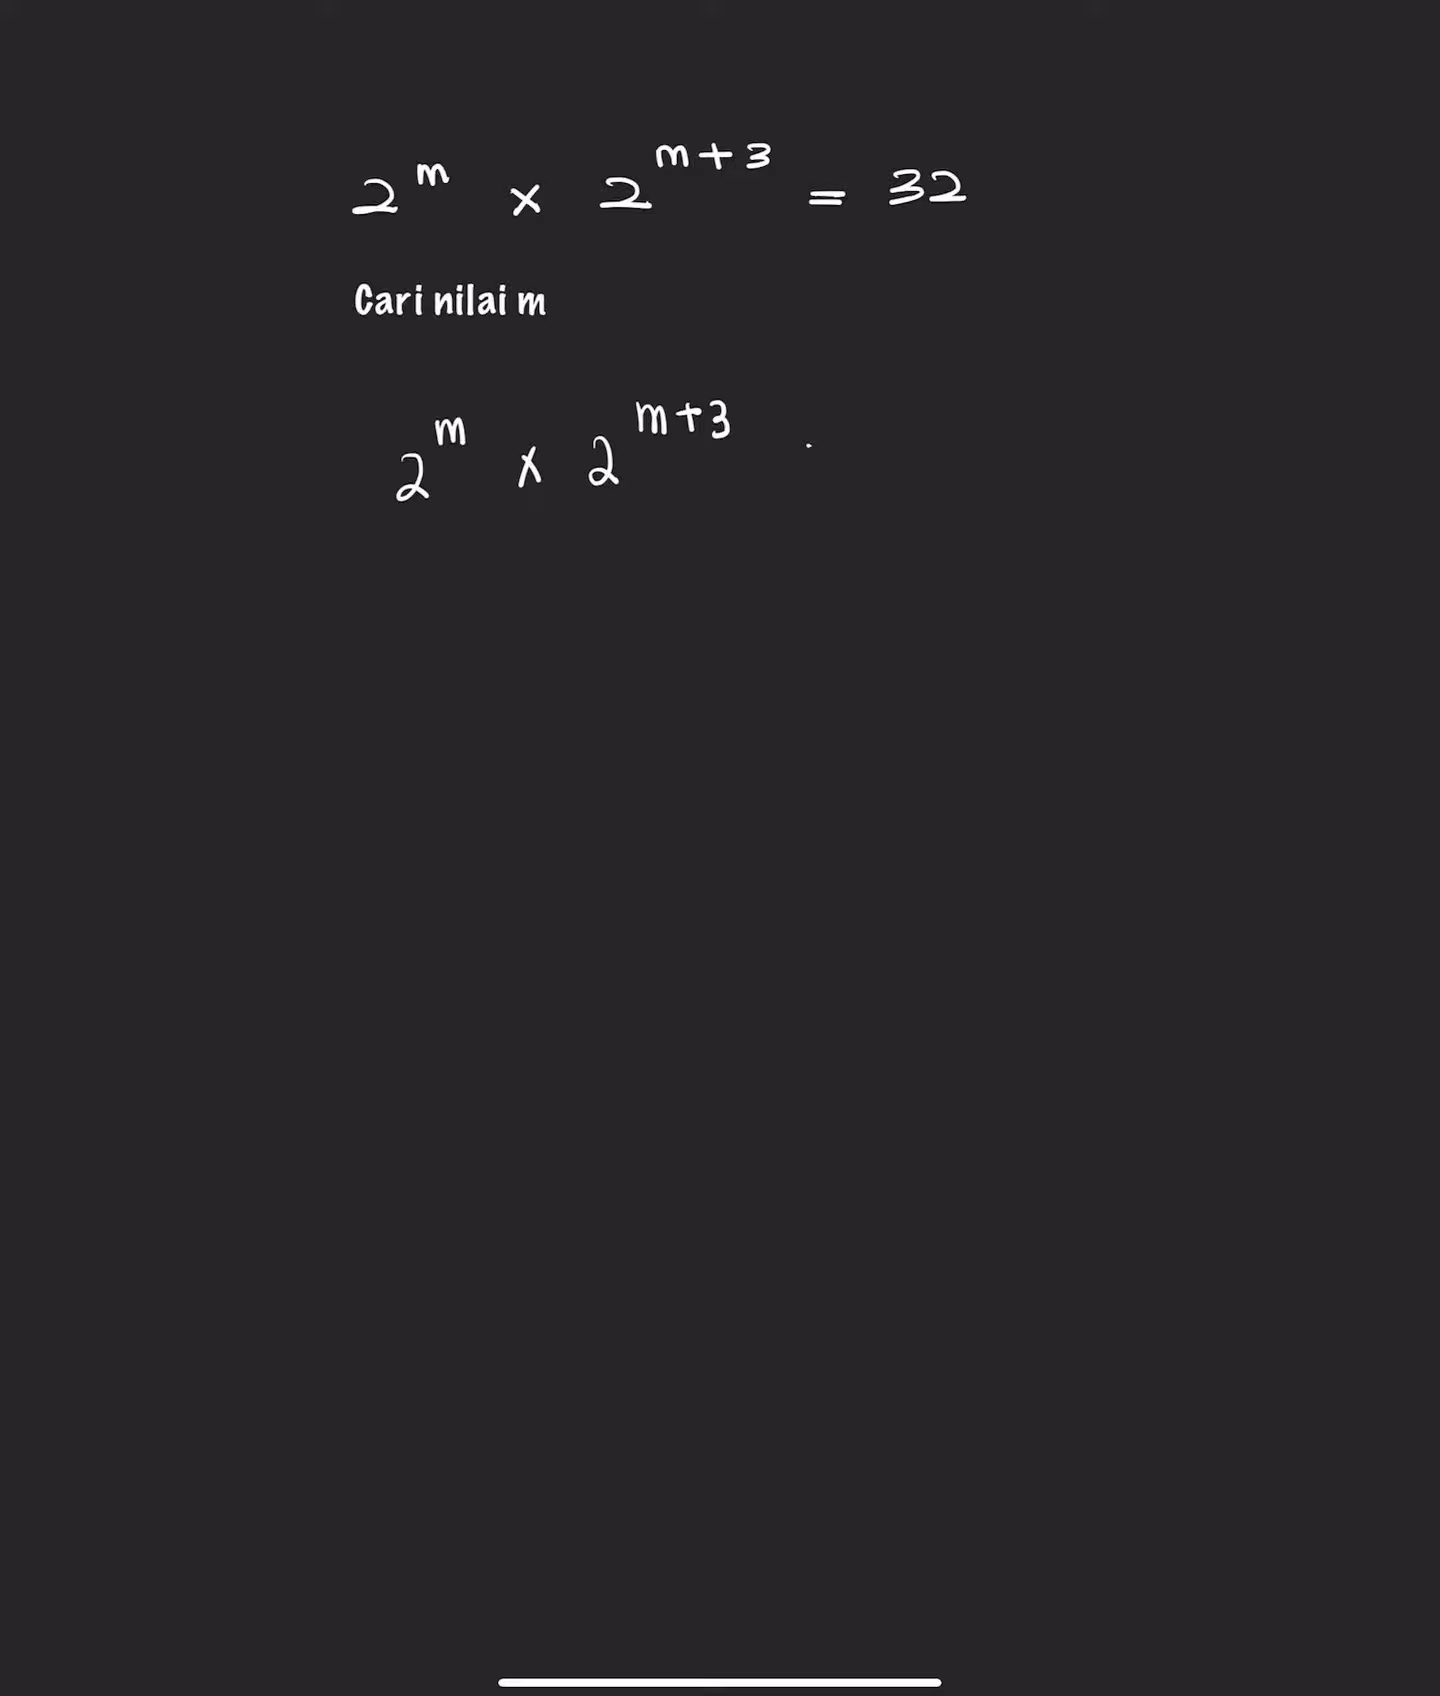 2^m × 2^{m+3} = 32
Cari nilai m
2^m × 2^{m+3}